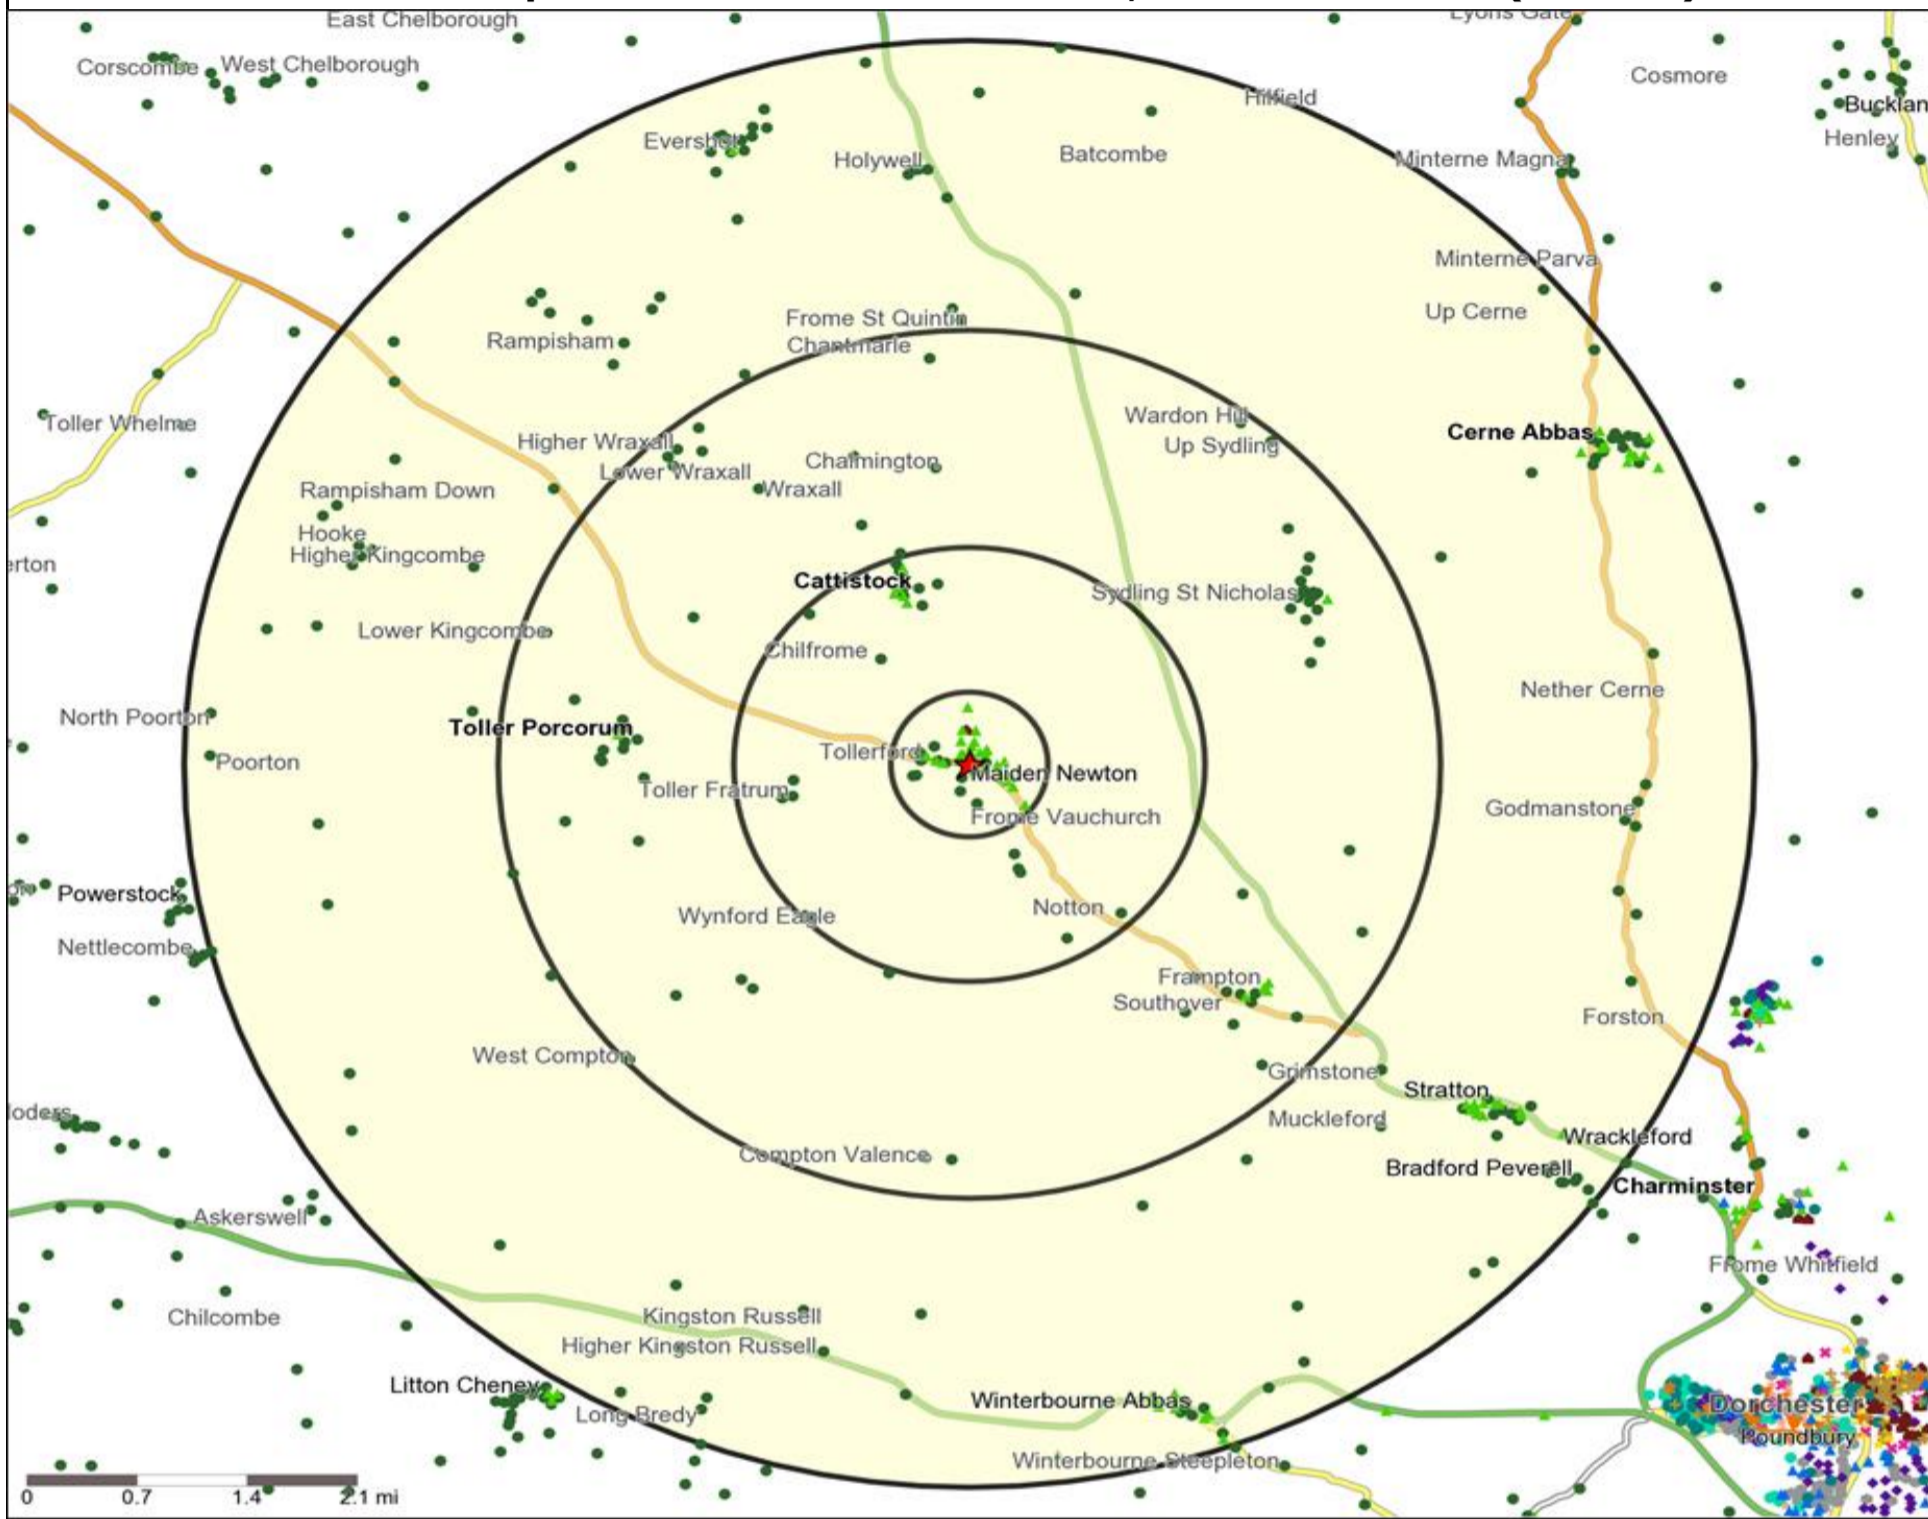 East Chelborough
Lyons Gate
Corscombe
West Chelborough
Cosmore
Hilfield
Evershot
Holywell
Batcombe
Minterne Magna
Henley
Minterne Parva
Up Cerne
Frome St Quintin
Rampisham
Chantmarle
Toller Whelme
Wardon Hill
Higher Wraxall
Up Sydling
Cerne Abbas
Lower Wraxall
Chalmington
Wraxall
Rampisham Down
Hooke
Higher Kingcombe
erton
Cattistock
Sydling St Nicholas
Lower Kingcombe
Chilfrome
Nether Cerne
North Poorton
Toller Porcorum
Tollerford
Poorton
Maiden Newton
Toller Fratrum
Frome Vauchurch
Godmanstone
Powerstock
Notton
Wynford Eagle
Nettlecombe
Frampton
Southover
Forston
West Compton
Grimstone
Stratton
loders
Muckleford
Wrackleford
Compton Valence
Bradford Peverell
Charminster
Askerswell
Frome Whitfield
Chilcombe
Kingston Russell
Higher Kingston Russell
Litton Cheney
Long Bredy
Winterbourne Abbas
Dorchester
Poundbury
Winterbourne Steepleton
0 0.7 1.4 2.1 mi